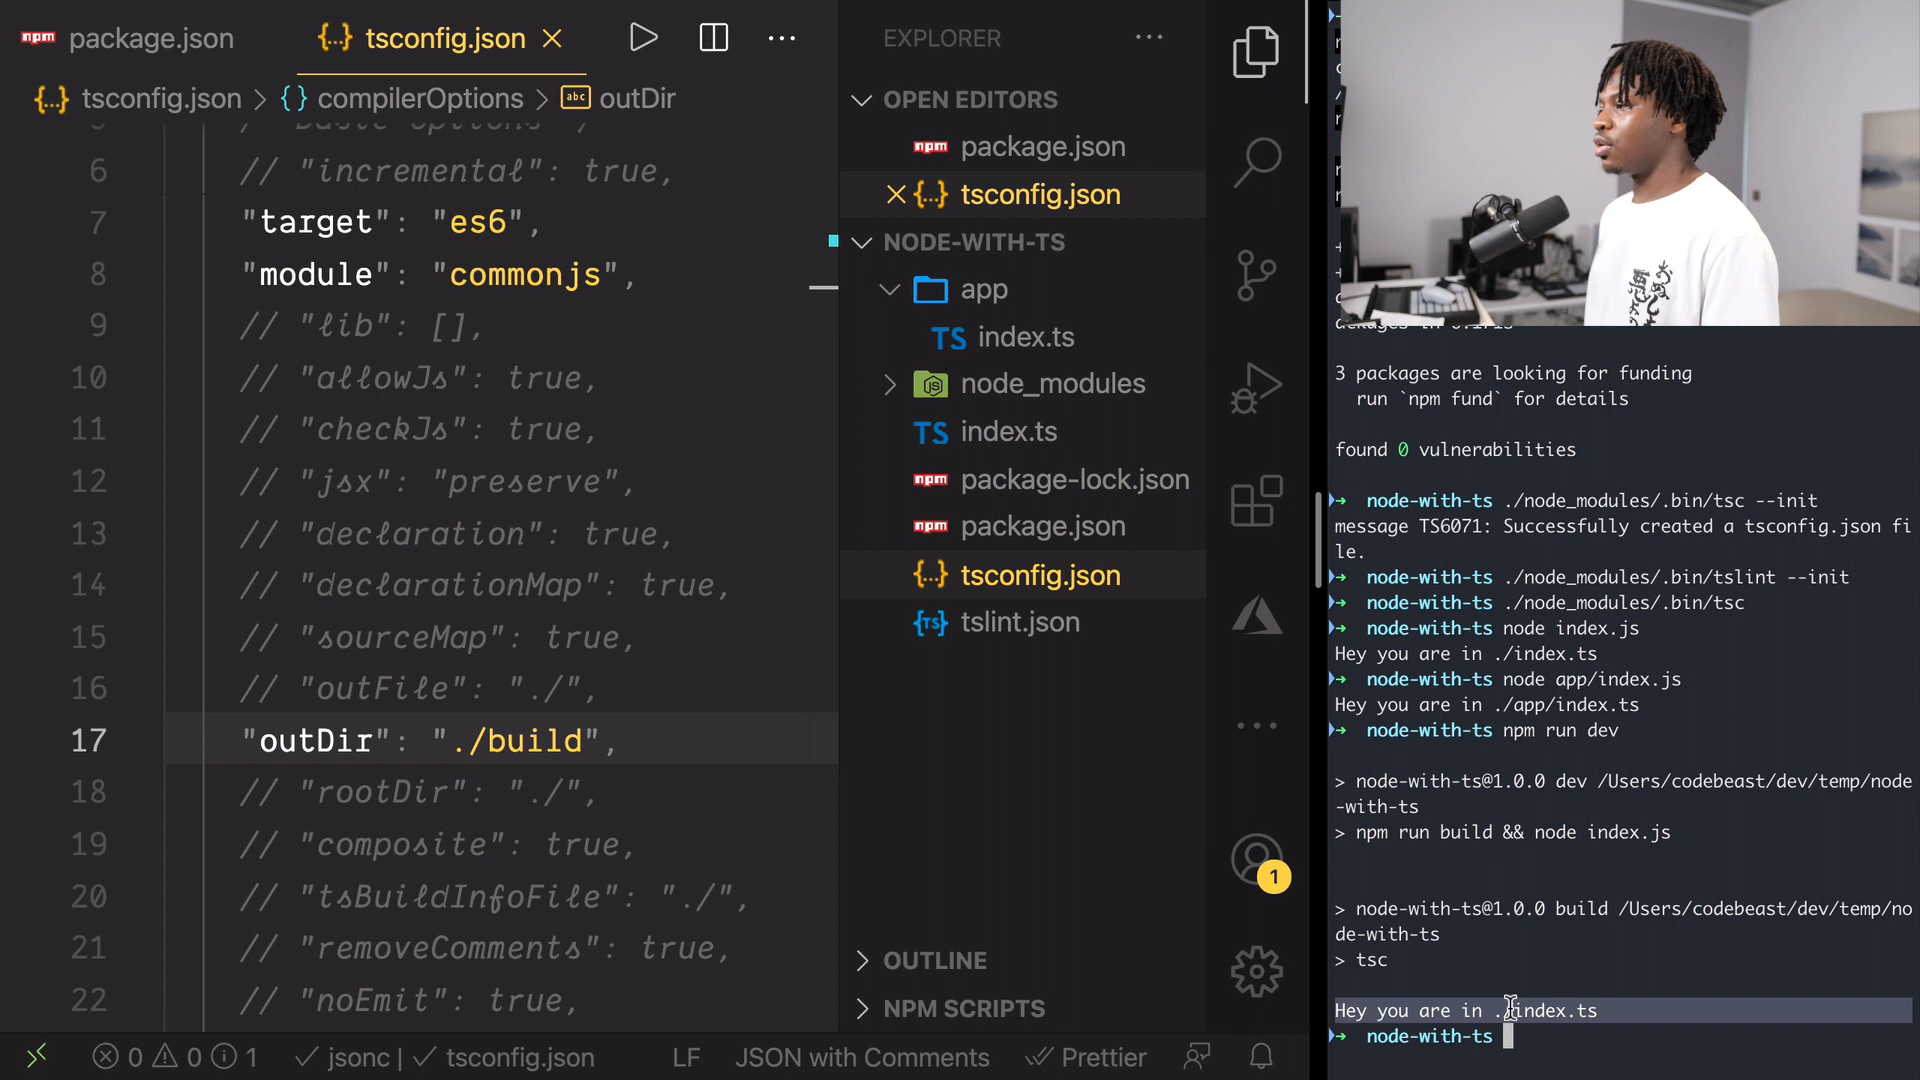 npm package.json
{..} tsconfig.json
{..} tsconfig.json > {} compilerOptions > abc outDir
6 // "incremental": true,
7 "target": "es6",
8 "module": "commonjs",
9 // "lib": [],
10 // "allowJs": true,
11 // "checkJs": true,
12 // "jsx": "preserve",
13 // "declaration": true,
14 // "declarationMap": true,
15 // "sourceMap": true,
16 // "outFile": "./",
17 "outDir": "./build",
18 // "rootDir": "./",
19 // "composite": true,
20 // "tsBuildInfoFile": "./",
21 // "removeComments": true,
22 // "noEmit": true,
EXPLORER
OPEN EDITORS
npm package.json
{..} tsconfig.json
NODE-WITH-TS
app
TS index.ts
node_modules
TS index.ts
npm package-lock.json
npm package.json
{..} tsconfig.json
{TS} tslint.json
OUTLINE
NPM SCRIPTS
1
3 packages are looking for funding
run `npm fund` for details
found 0 vulnerabilities
node-with-ts ./node_modules/.bin/tsc --init
message TS6071: Successfully created a tsconfig.json fi
le.
node-with-ts ./node_modules/.bin/tslint --init
node-with-ts ./node_modules/.bin/tsc
node-with-ts node index.js
Hey you are in ./index.ts
node-with-ts node app/index.js
Hey you are in ./app/index.ts
node-with-ts npm run dev
> node-with-ts@1.0.0 dev /Users/codebeast/dev/temp/node
-with-ts
> npm run build && node index.js
> node-with-ts@1.0.0 build /Users/codebeast/dev/temp/no
de-with-ts
> tsc
Hey you are in ./index.ts
node-with-ts
0 0 1 jsonc | tsconfig.json LF JSON with Comments Prettier